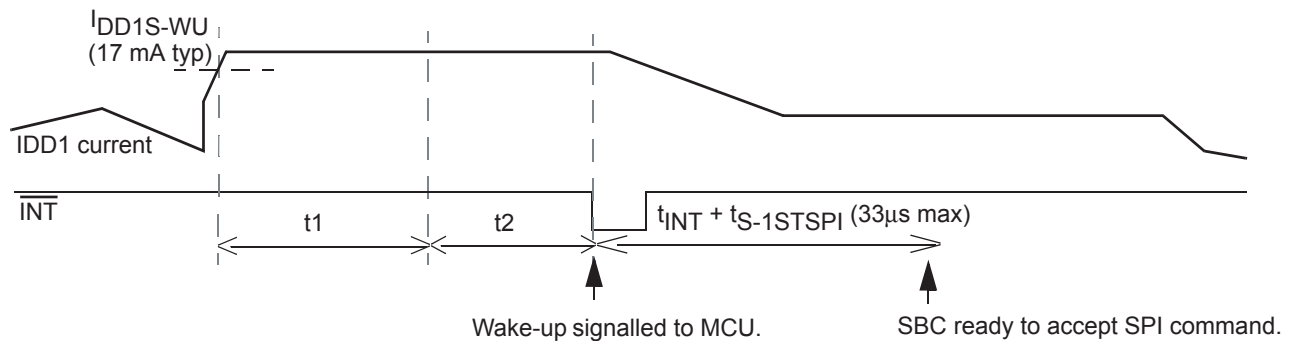 IDD1S-WU
(17 mA typ)
IDD1 current
INT
t1
t2
tINT + tS-1STSPI (33µs max)
Wake-up signalled to MCU.
SBC ready to accept SPI command.